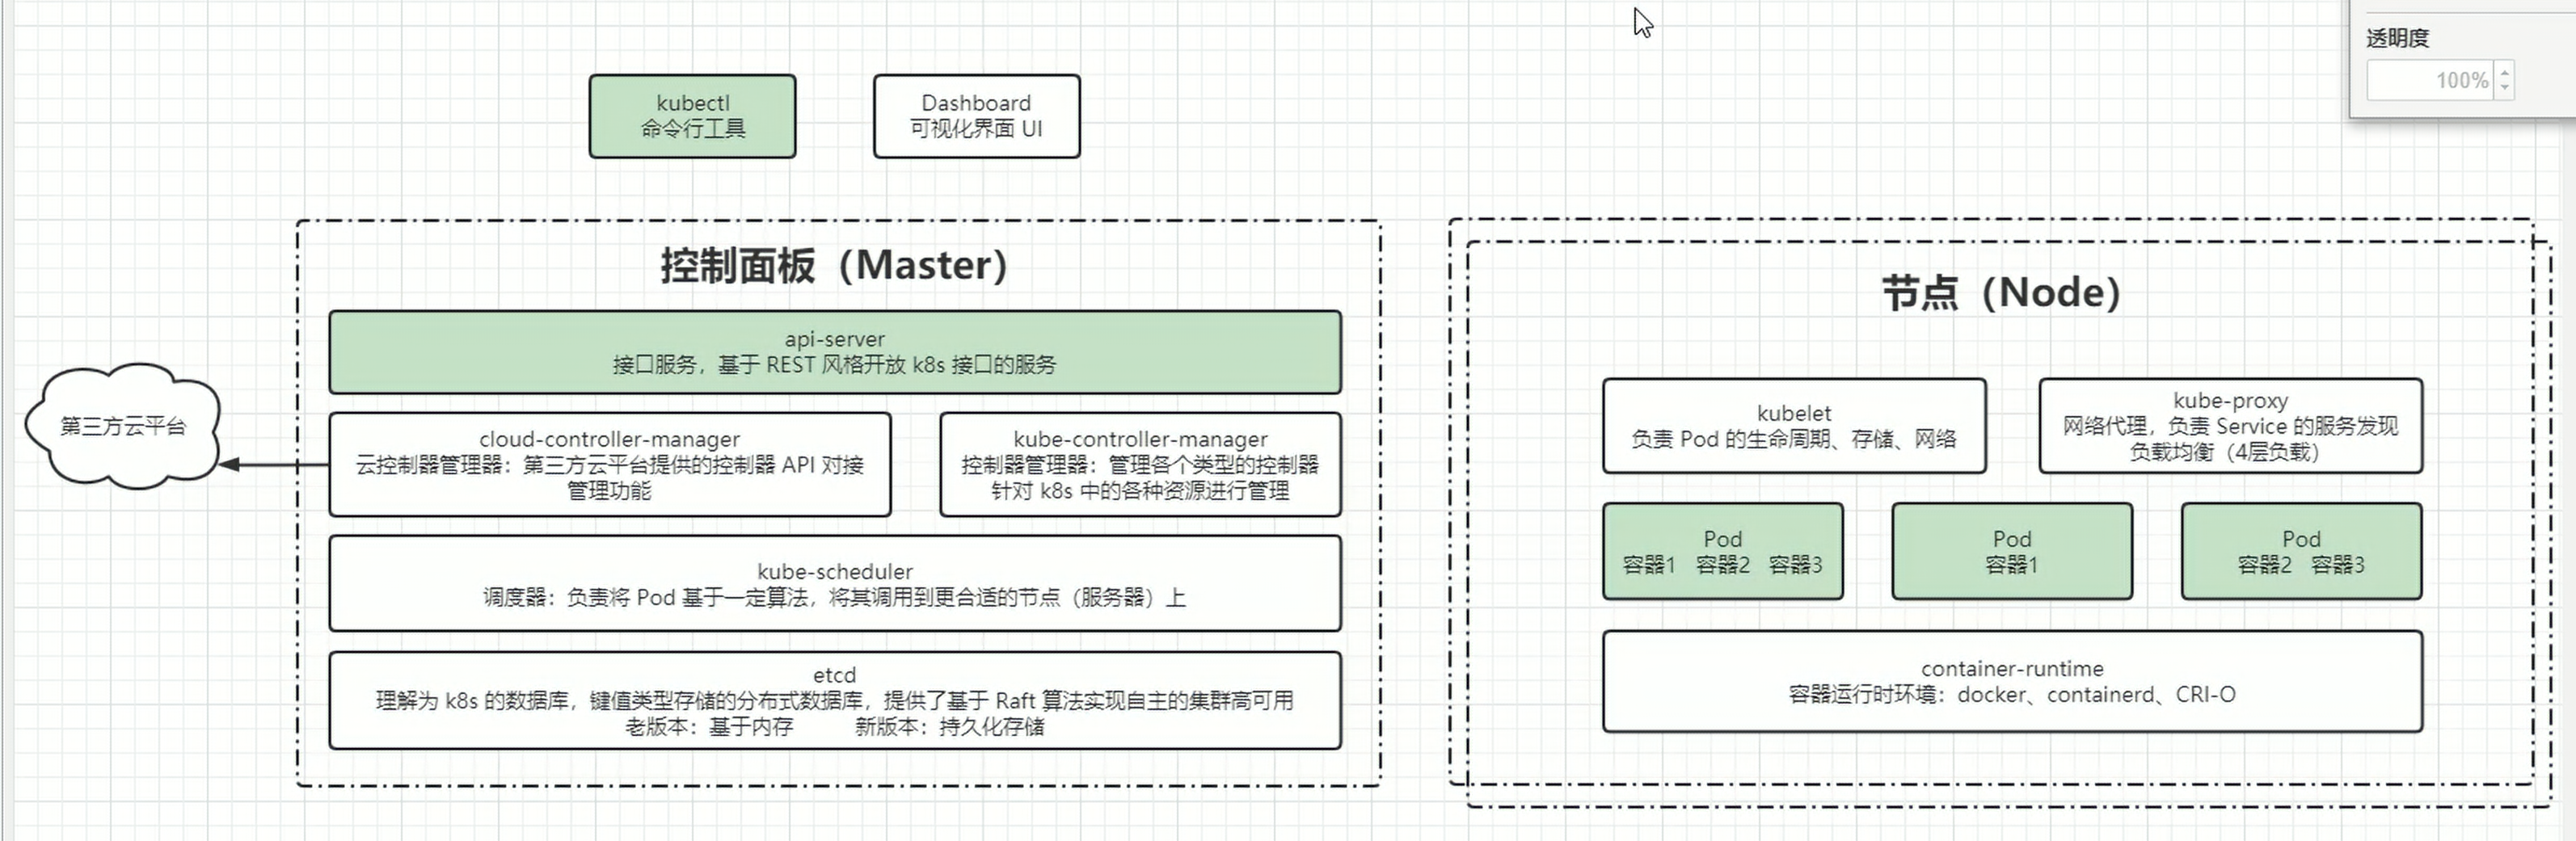 透明度
100%
kubectl
命令行工具
Dashboard
可视化界面 UI
控制面板（Master）
api-server
接口服务，基于 REST 风格开放 k8s 接口的服务
第三方云平台
cloud-controller-manager
云控制器管理器：第三方云平台提供的控制器 API 对接
管理功能
kube-controller-manager
控制器管理器：管理各个类型的控制器
针对 k8s 中的各种资源进行管理
kube-scheduler
调度器：负责将 Pod 基于一定算法，将其调用到更合适的节点（服务器）上
etcd
理解为 k8s 的数据库，键值类型存储的分布式数据库，提供了基于 Raft 算法实现自主的集群高可用
老版本：基于内存 新版本：持久化存储
节点（Node）
kubelet
负责 Pod 的生命周期、存储、网络
kube-proxy
网络代理，负责 Service 的服务发现
负载均衡（4层负载）
Pod
容器1 容器2 容器3
Pod
容器1
Pod
容器2 容器3
container-runtime
容器运行时环境：docker、containerd、CRI-O